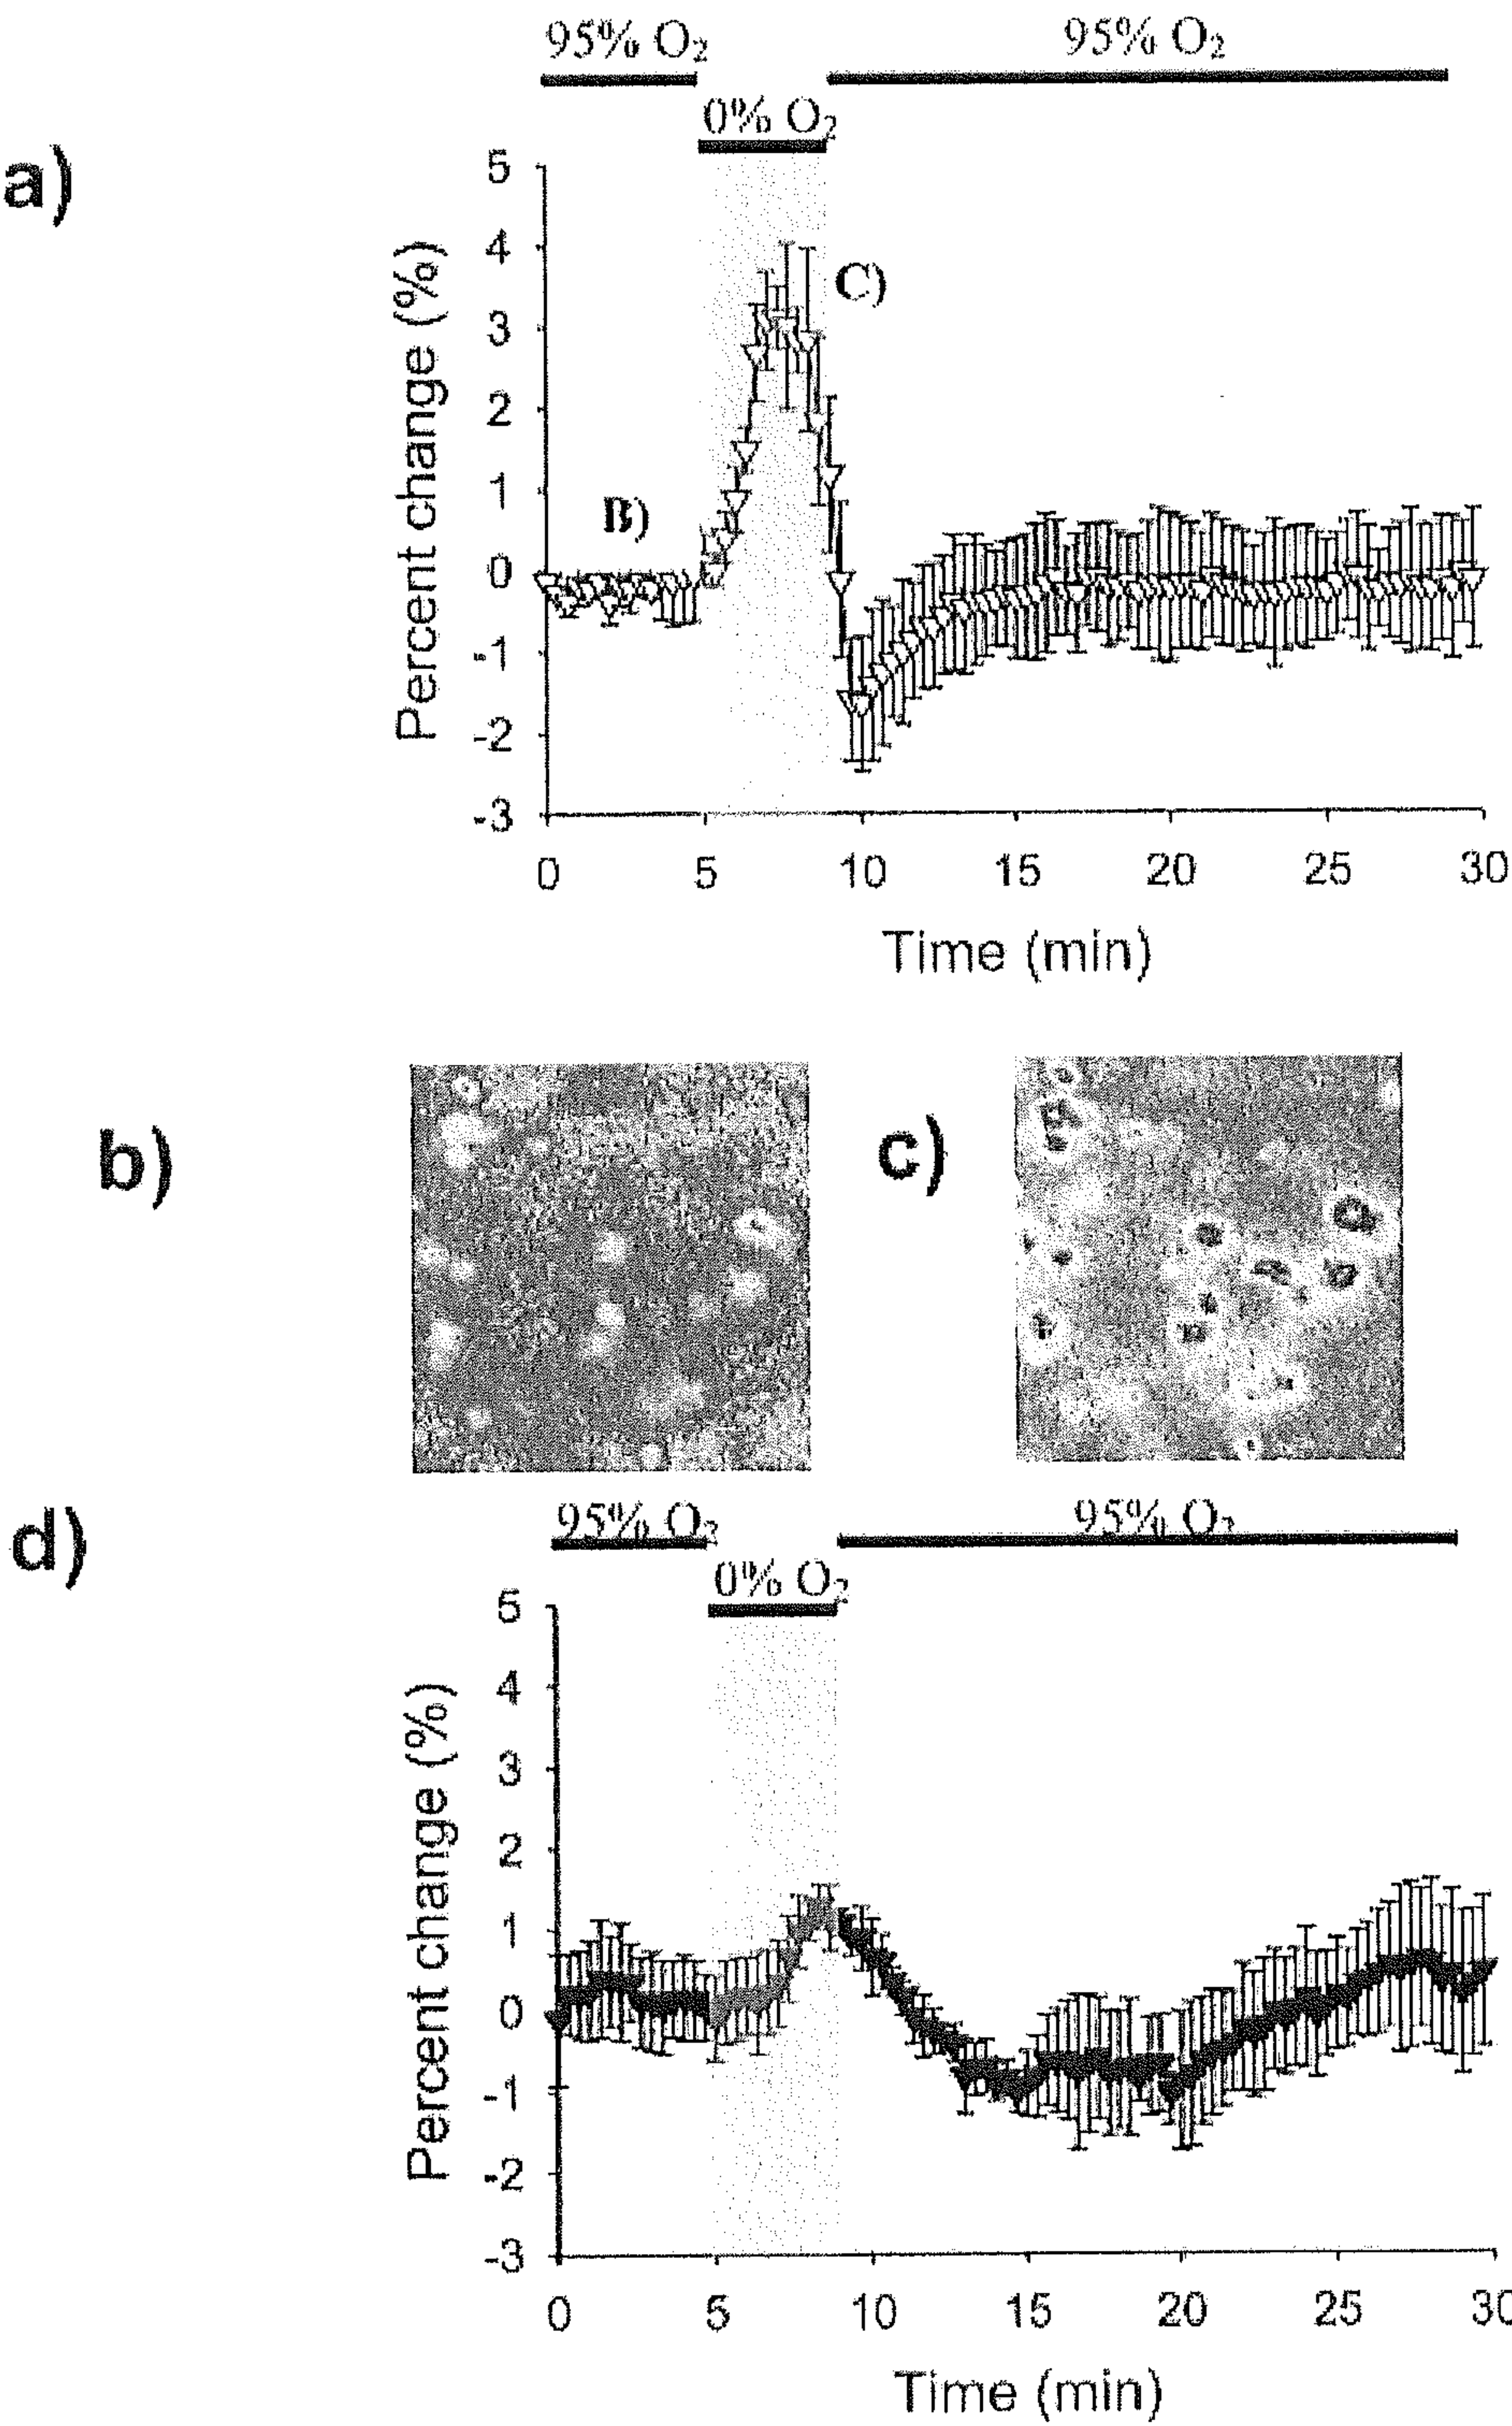 95% O₂ 95% O₂
0% O₂
a)
5
4
3
2
1
0
-1
-2
-3
Percent change (%)
B)
C)
0 5 10 15 20 25 30
Time (min)
b)
c)
d)
95% O₂ 95% O₂
0% O₂
5
4
3
2
1
0
-1
-2
-3
Percent change (%)
0 5 10 15 20 25 30
Time (min)